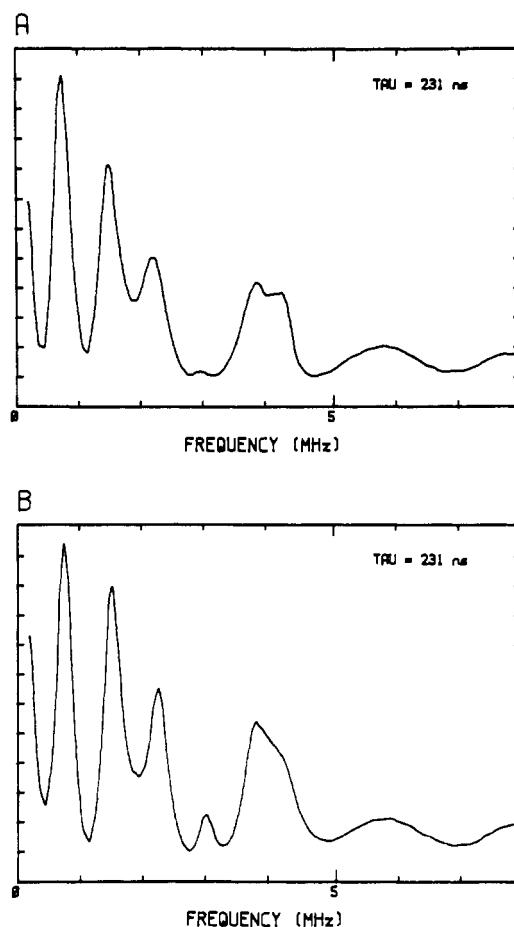 A
TAU = 231 ns
0
5
FREQUENCY (MHz)
B
TAU = 231 ns
0
5
FREQUENCY (MHz)